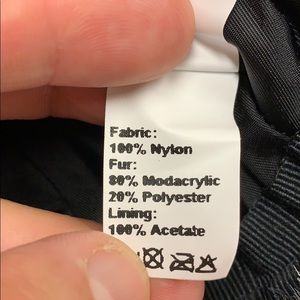 Fabric:
100% Nylon
Fur:
80% Modacrylic
20% Polyester
Lining:
100% Acetate